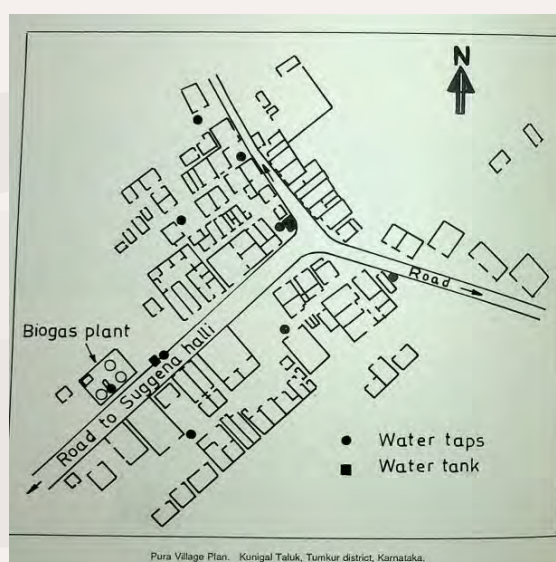 N
Road
Biogas plant
Road to Suggena halli
Water taps
Water tank
Pura Village Plan. Kunigal Taluk, Tumkur district, Karnataka.